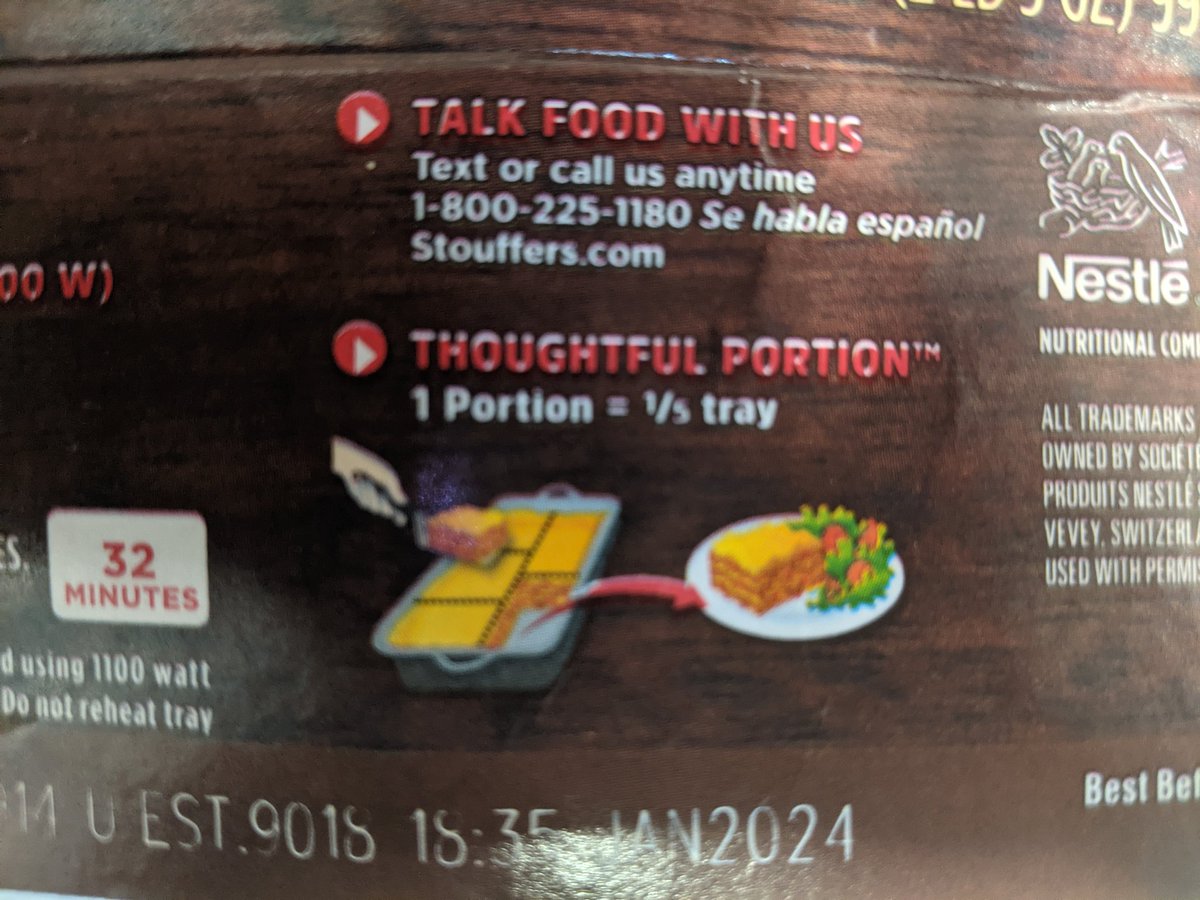 TALK FOOD WITH US
Text or call us anytime
1-800-225-1180 Se habla español
Stouffers.com
00 W)
THOUGHTFUL PORTION™
1 Portion = 1/5 tray
32
MINUTES
d using 1100 watt
Do not reheat tray
Nestlé
NUTRITIONAL COM
ALL TRADEMARKS
OWNED BY SOCIÉT
PRODUITS NESTLÉ
VEVEY, SWITZERLA
USED WITH PERMIS
14 U EST.9018 18:35 JAN2024
Best Bef